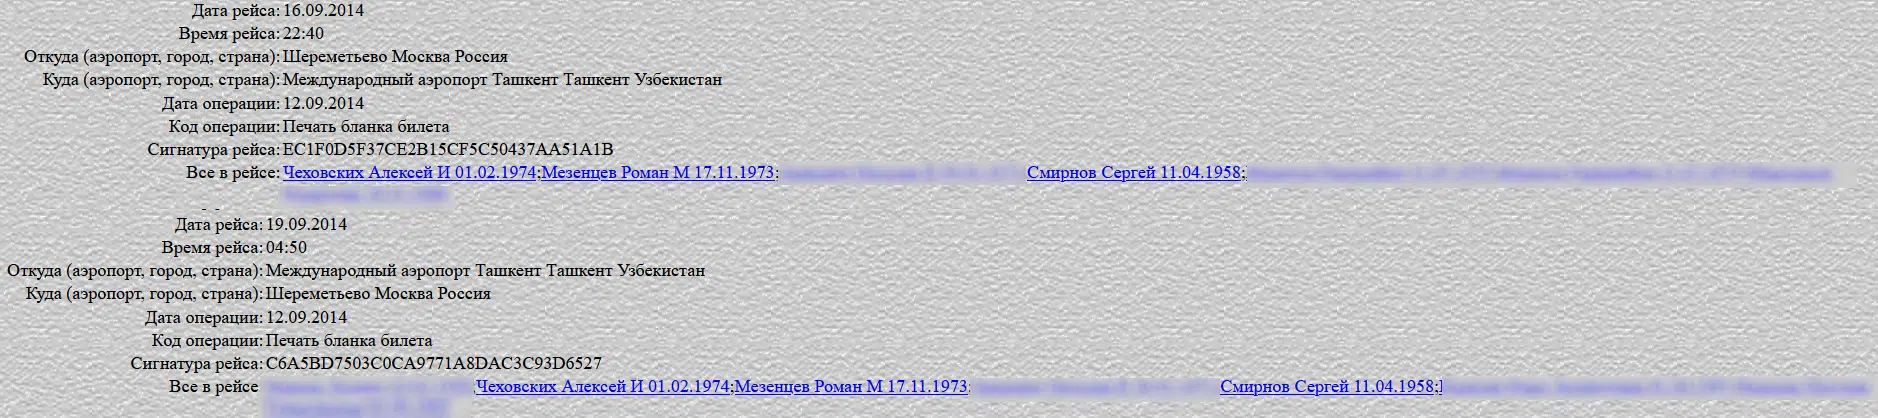 Дата рейса: 16.09.2014
Время рейса: 22:40
Откуда (аэропорт, город, страна): Шереметьево Москва Россия
Куда (аэропорт, город, страна): Международный аэропорт Ташкент Ташкент Узбекистан
Дата операции: 12.09.2014
Код операции: Печать бланка билета
Сигнатура рейса: EC1F0D5F37CE2B15CF5C50437AA51A1B
Все в рейсе: Чеховских Алексей И 01.02.1974;Мезенцев Роман М 17.11.1973; Смирнов Сергей 11.04.1958;
Дата рейса: 19.09.2014
Время рейса: 04:50
Откуда (аэропорт, город, страна): Международный аэропорт Ташкент Ташкент Узбекистан
Куда (аэропорт, город, страна): Шереметьево Москва Россия
Дата операции: 12.09.2014
Код операции: Печать бланка билета
Сигнатура рейса: C6A5BD7503C0CA9771A8DAC3C93D6527
Все в рейсе ;Чеховских Алексей И 01.02.1974;Мезенцев Роман М 17.11.1973; Смирнов Сергей 11.04.1958;